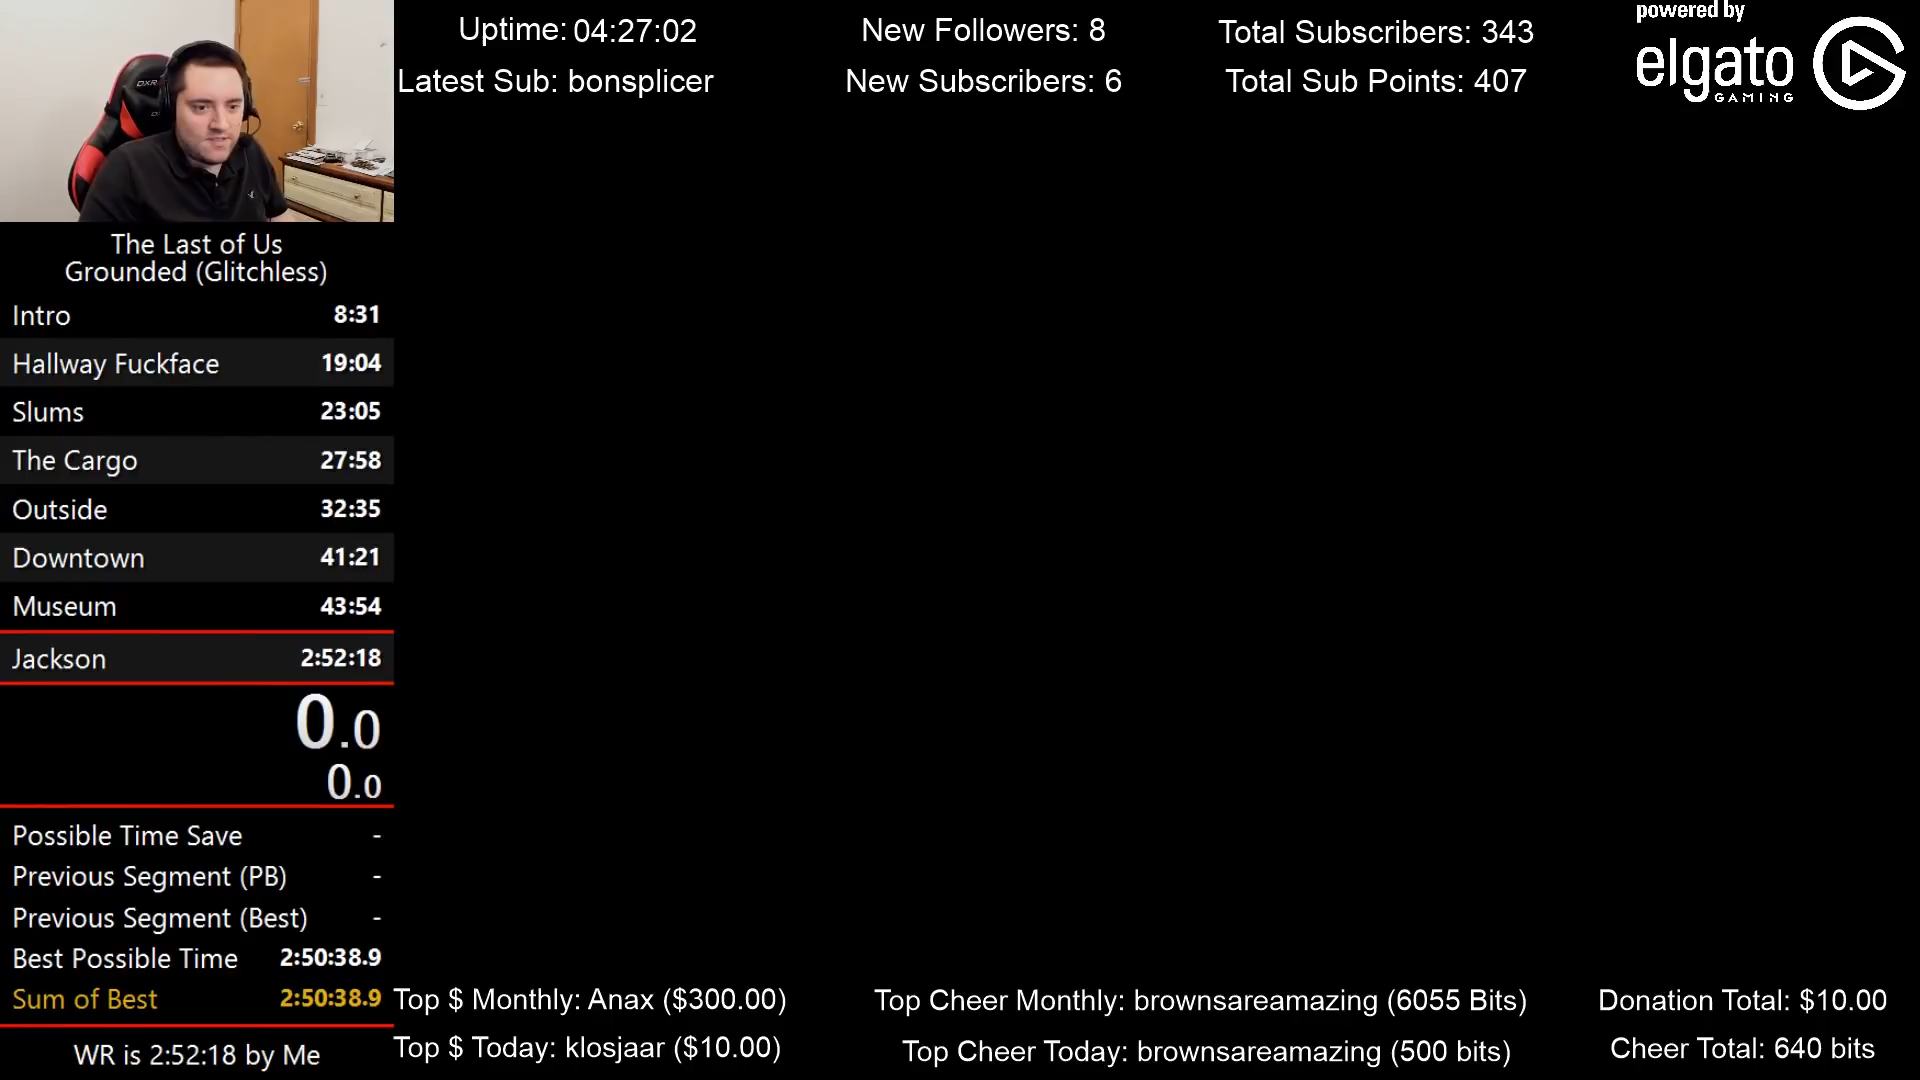 Uptime: 04:27:02
New Followers: 8
Total Subscribers: 343
Latest Sub: bonsplicer
New Subscribers: 6
Total Sub Points: 407
powered by
elgato
GAMING
DXR
The Last of Us
Grounded (Glitchless)
Intro 8:31
Hallway Fuckface 19:04
Slums 23:05
The Cargo 27:58
Outside 32:35
Downtown 41:21
Museum 43:54
Jackson 2:52:18
0.0
0.0
Possible Time Save -
Previous Segment (PB) -
Previous Segment (Best) -
Best Possible Time 2:50:38.9
Sum of Best 2:50:38.9
WR is 2:52:18 by Me
Top $ Monthly: Anax ($300.00)
Top Cheer Monthly: brownsareamazing (6055 Bits)
Donation Total: $10.00
Top $ Today: klosjaar ($10.00)
Top Cheer Today: brownsareamazing (500 bits)
Cheer Total: 640 bits